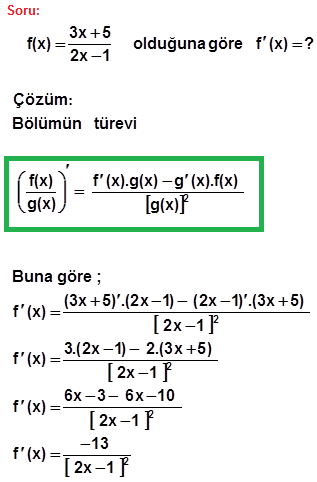 Soru:
f(x) = (3x+5)/(2x−1) olduğuna göre f′(x) = ?
Çözüm:
Bölümün türevi
(f(x)/g(x))′ = (f′(x).g(x) − g′(x).f(x))/[g(x)]²
Buna göre ;
f′(x) = ((3x+5)′.(2x−1) − (2x−1)′.(3x+5))/[2x−1]²
f′(x) = (3.(2x−1) − 2.(3x+5))/[2x−1]²
f′(x) = (6x−3− 6x−10)/[2x−1]²
f′(x) = −13/[2x−1]²